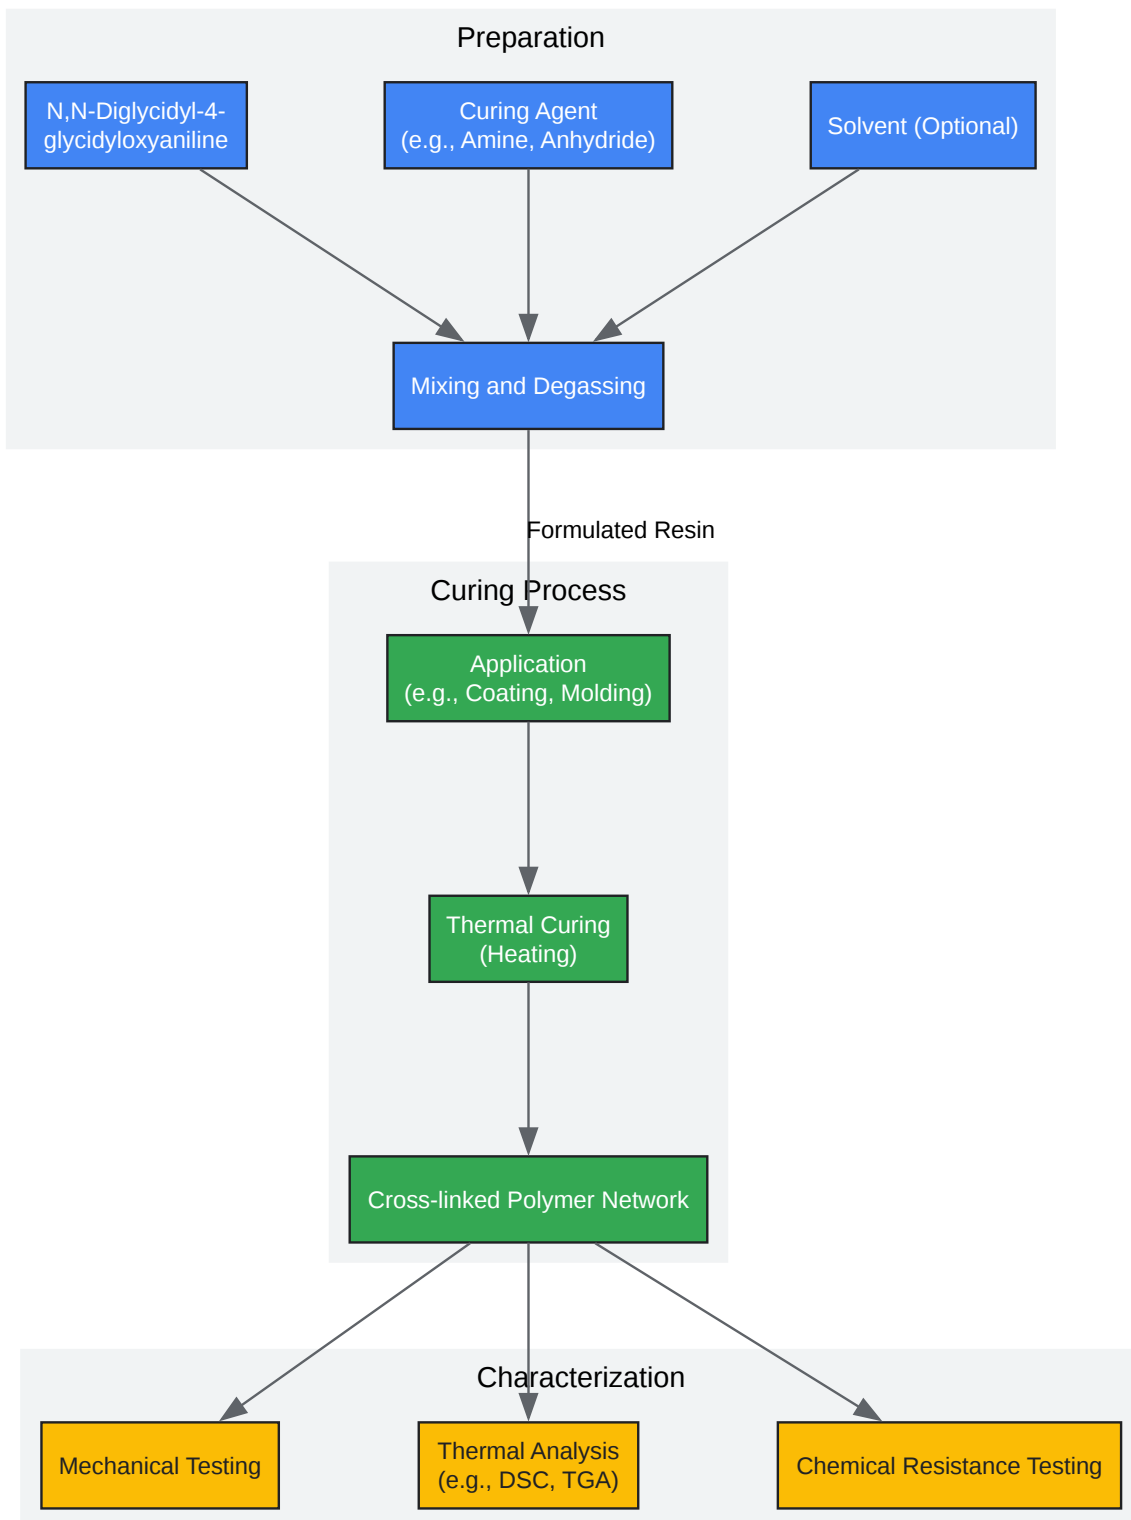 Preparation
N,N-Diglycidyl-4-
glycidyloxyaniline
Curing Agent
(e.g., Amine, Anhydride)
Solvent (Optional)
Mixing and Degassing
Formulated Resin
Curing Process
Application
(e.g., Coating, Molding)
Thermal Curing
(Heating)
Cross-linked Polymer Network
Characterization
Mechanical Testing
Thermal Analysis
(e.g., DSC, TGA)
Chemical Resistance Testing